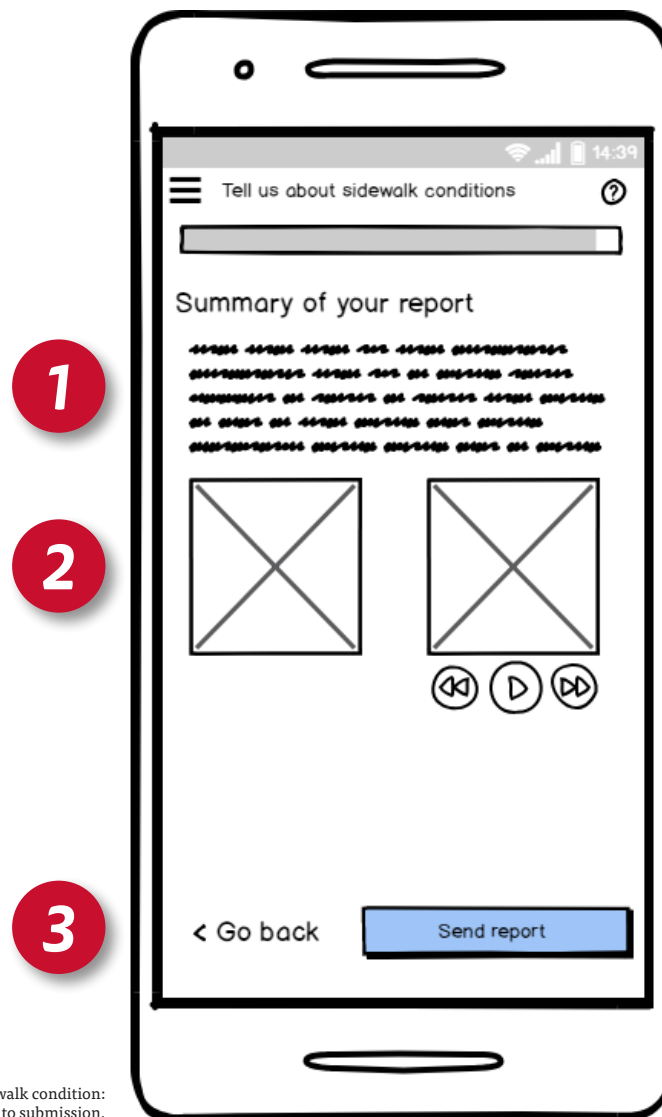 14:39
Tell us about sidewalk conditions
?
Summary of your report
1
2
3
< Go back
Send report
walk condition:
to submission.